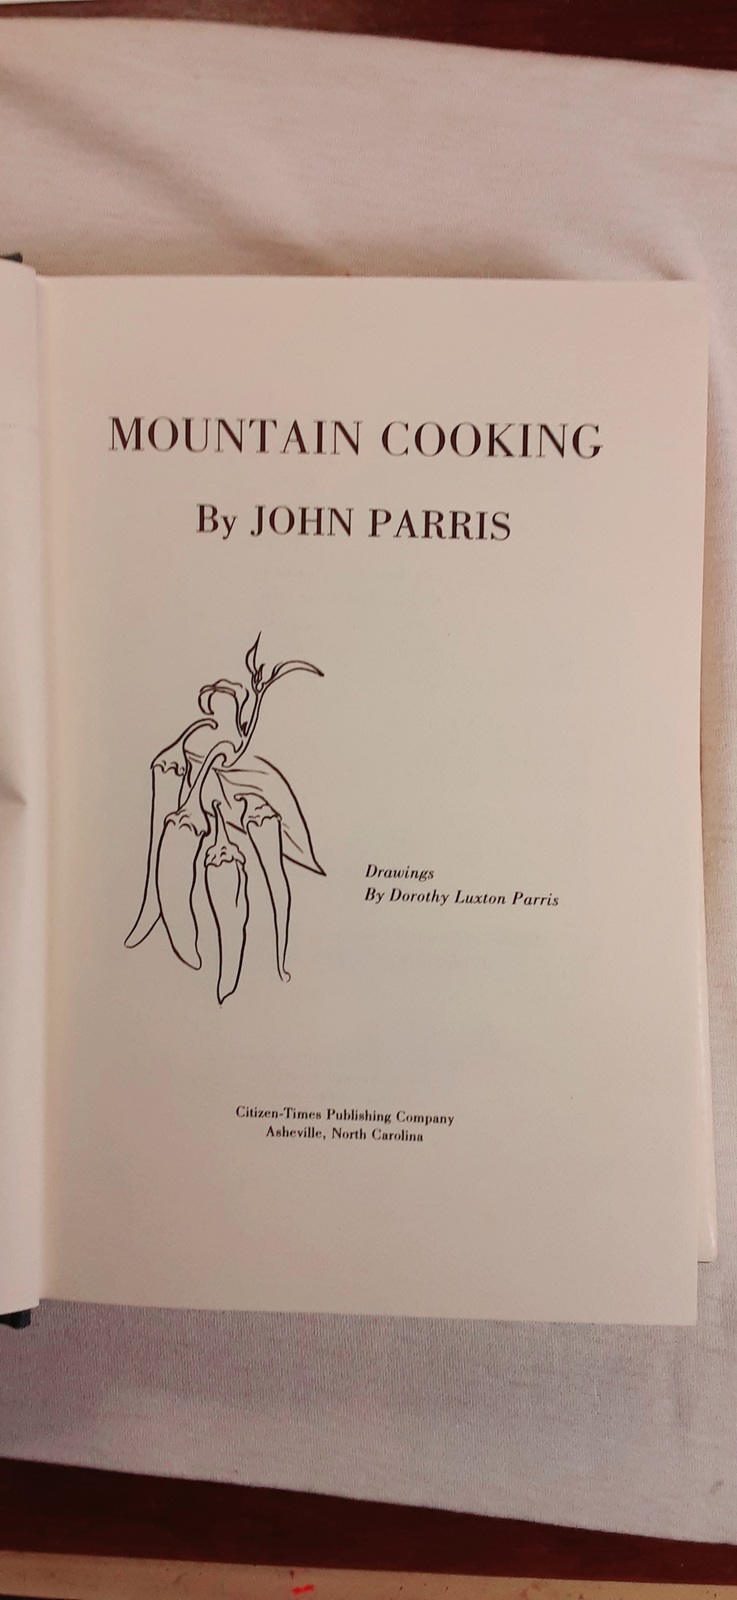 MOUNTAIN COOKING
By JOHN PARRIS
Drawings
By Dorothy Luxton Parris
Citizen-Times Publishing Company
Asheville, North Carolina